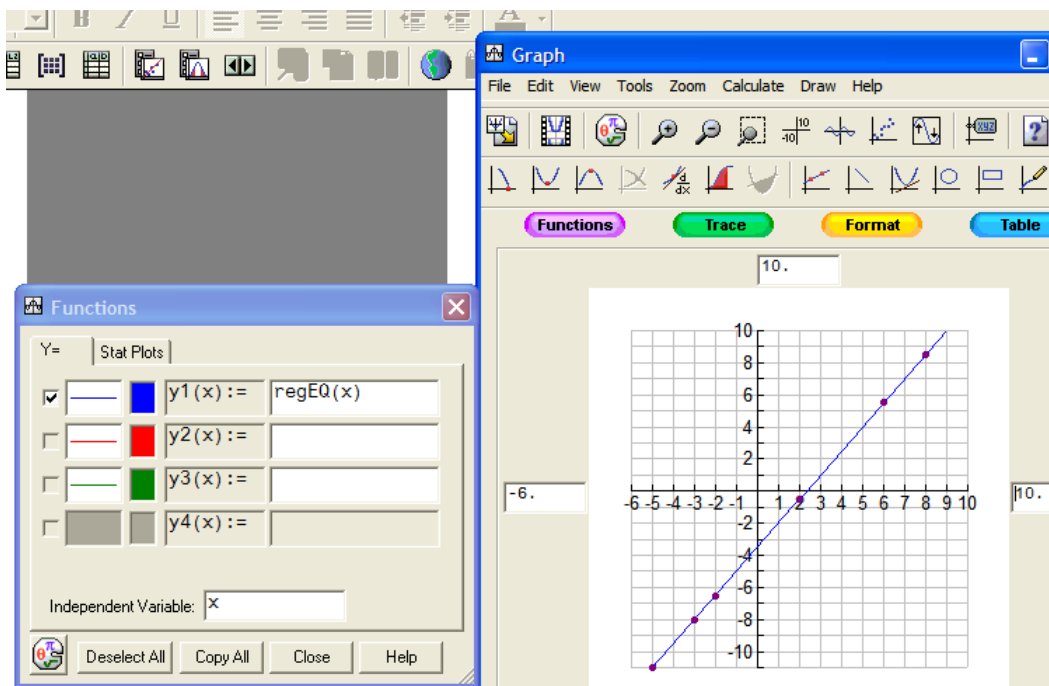 B / U A
Graph
File Edit View Tools Zoom Calculate Draw Help
Functions Trace Format Table
10.
Functions
Y= Stat Plots
y1(x):= regEQ(x)
y2(x):=
y3(x):=
y4(x):=
Independent Variable: x
Deselect All Copy All Close Help
-6.
10.
10
8
6
4
2
-6 -5 -4 -3 -2 -1 1 2 3 4 5 6 7 8 9 10
-2
-4
-6
-8
-10